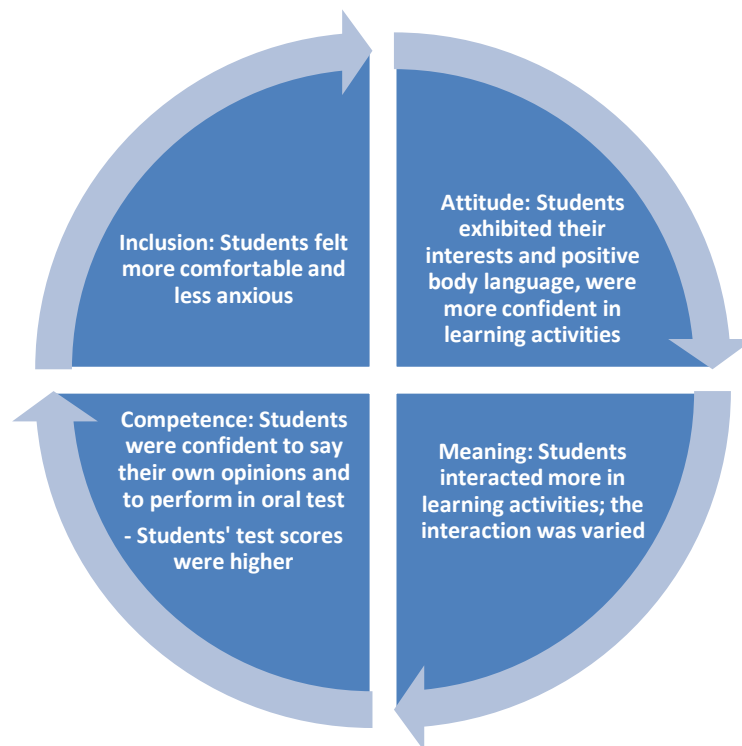 Inclusion: Students felt
more comfortable and
less anxious
Attitude: Students
exhibited their
interests and positive
body language, were
more confident in
learning activities
Competence: Students
were confident to say
their own opinions and
to perform in oral test
- Students' test scores
were higher
Meaning: Students
interacted more in
learning activities; the
interaction was varied